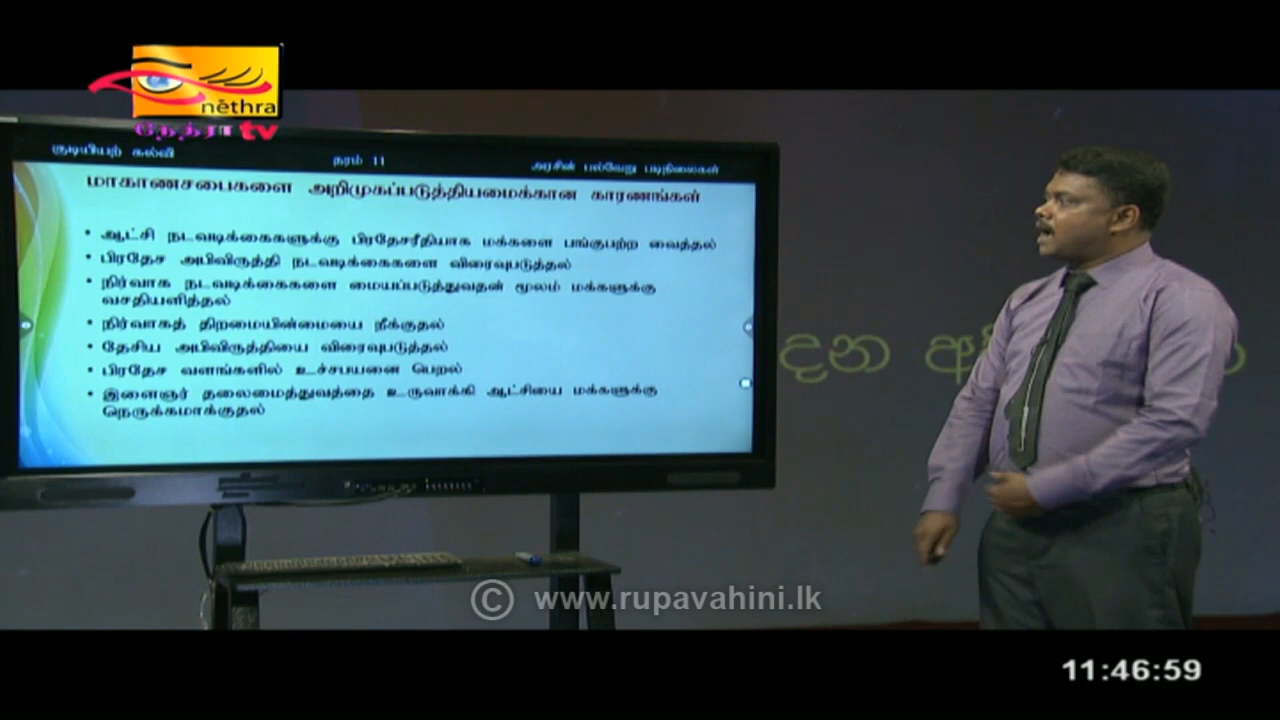 nēthra
நேத்ரா tv
குடியியற் கல்வி
தரம் 11
அரசின் பல்வேறு படிநிலைகள்
மாகாணசபைகளை அறிமுகப்படுத்தியமைக்கான காரணங்கள்
• ஆட்சி நடவடிக்கைகளுக்கு பிரதேசரீதியாக மக்களை பங்குபற்ற வைத்தல்
• பிரதேச அபிவிருத்தி நடவடிக்கைகளை விரைவுபடுத்தல்
• நிர்வாக நடவடிக்கைகளை மையப்படுத்துவதன் மூலம் மக்களுக்கு
வசதியளித்தல்
• நிர்வாகத் திறமையின்மையை நீக்குதல்
• தேசிய அபிவிருத்தியை விரைவுபடுத்தல்
• பிரதேச வளங்களில் உச்சபயனை பெறல்
• இளைஞர் தலைமைத்துவத்தை உருவாக்கி ஆட்சியை மக்களுக்கு
நெருக்கமாக்குதல்
© www.rupavahini.lk
11:46:59